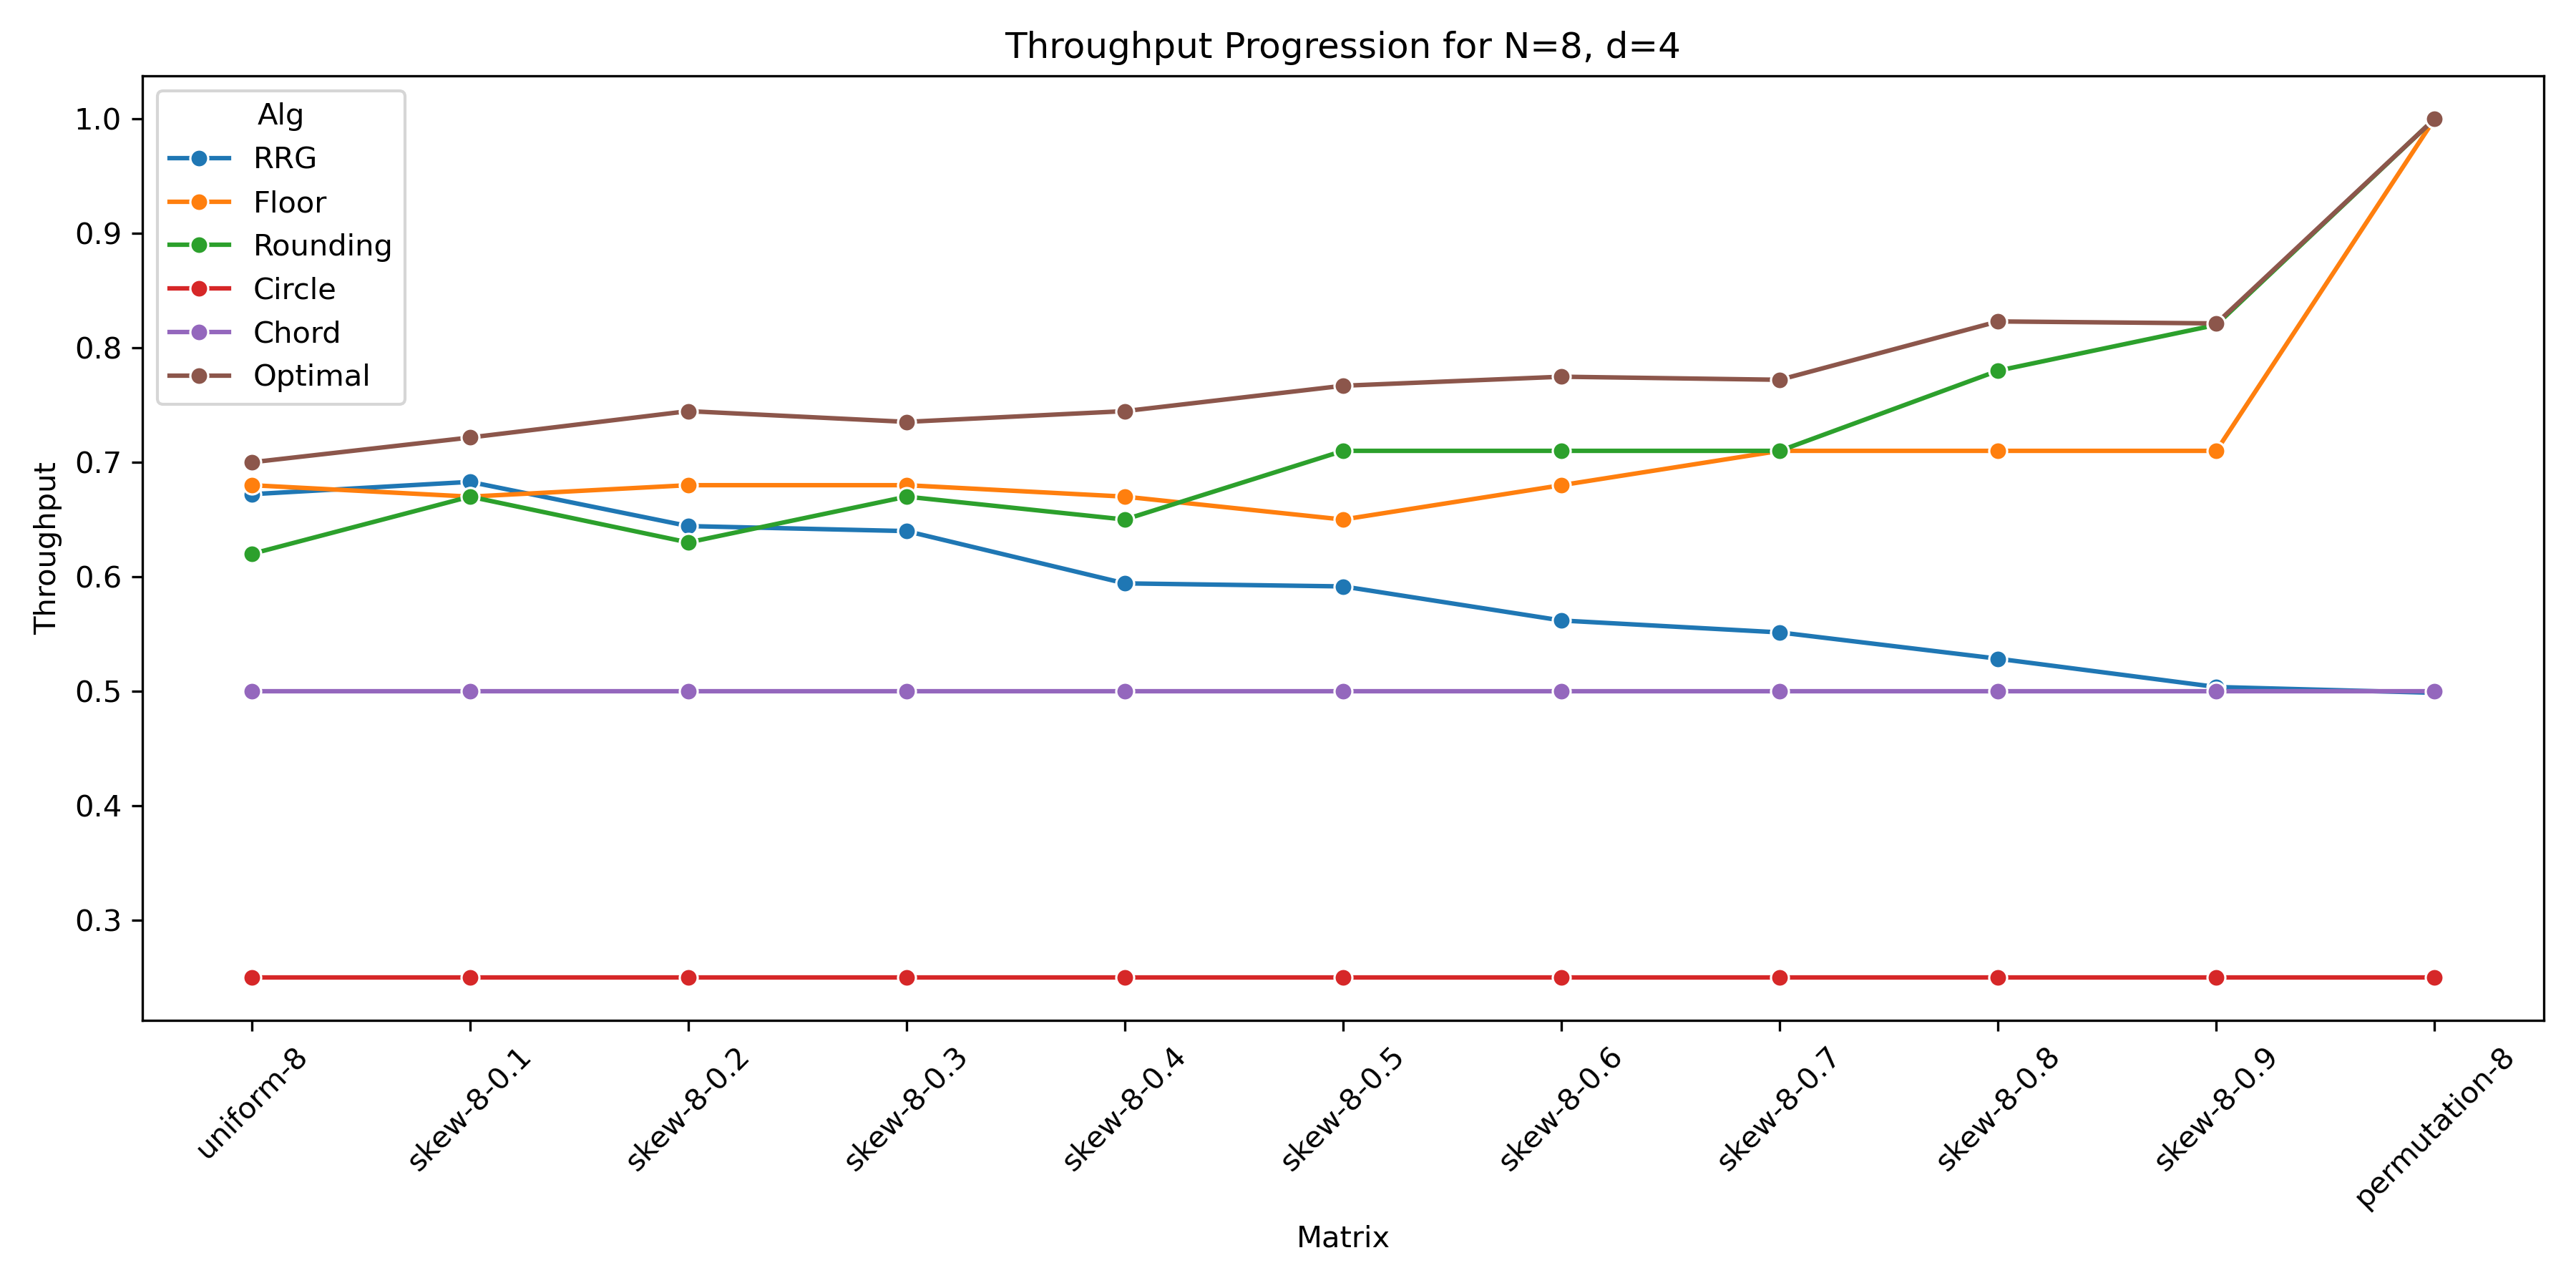 Throughput Progression for N=8, d=4
Alg
RRG
Floor
Rounding
Circle
Chord
Optimal
Throughput
1.0
0.9
0.8
0.7
0.6
0.5
0.4
0.3
uniform-8
skew-8-0.1
skew-8-0.2
skew-8-0.3
skew-8-0.4
skew-8-0.5
skew-8-0.6
skew-8-0.7
skew-8-0.8
skew-8-0.9
permutation-8
Matrix